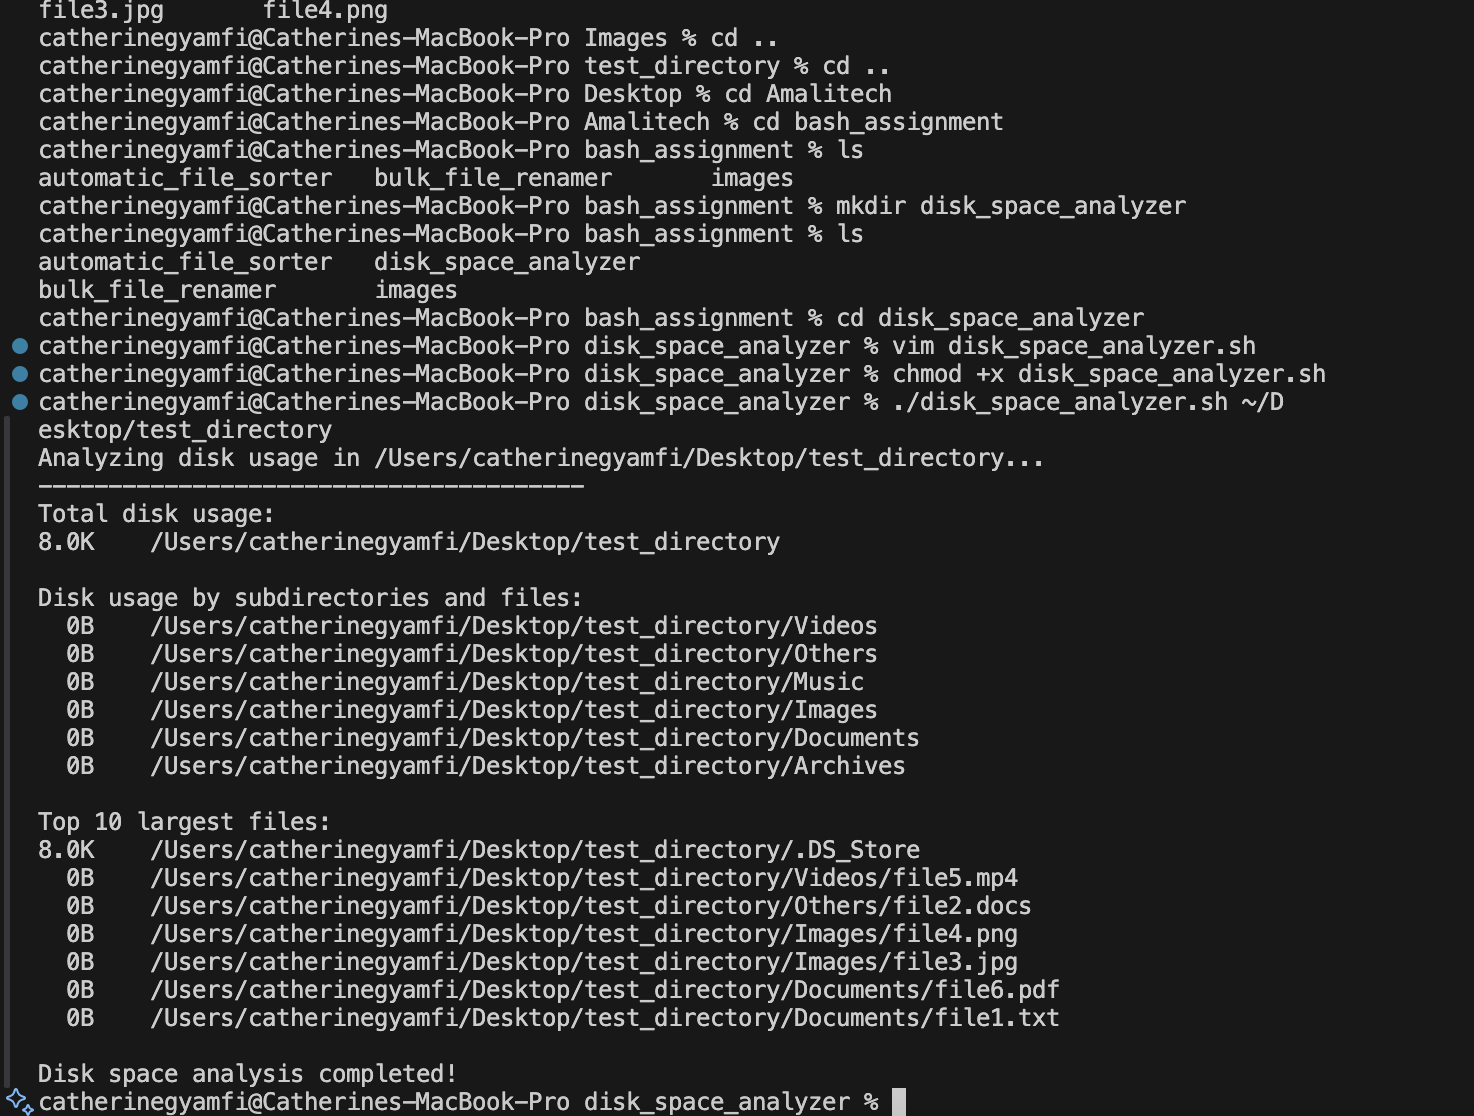 file3.jpg       file4.png
catherinegyamfi@Catherines-MacBook-Pro Images % cd ..
catherinegyamfi@Catherines-MacBook-Pro test_directory % cd ..
catherinegyamfi@Catherines-MacBook-Pro Desktop % cd Amalitech
catherinegyamfi@Catherines-MacBook-Pro Amalitech % cd bash_assignment
catherinegyamfi@Catherines-MacBook-Pro bash_assignment % ls
automatic_file_sorter   bulk_file_renamer       images
catherinegyamfi@Catherines-MacBook-Pro bash_assignment % mkdir disk_space_analyzer
catherinegyamfi@Catherines-MacBook-Pro bash_assignment % ls
automatic_file_sorter   disk_space_analyzer
bulk_file_renamer       images
catherinegyamfi@Catherines-MacBook-Pro bash_assignment % cd disk_space_analyzer
catherinegyamfi@Catherines-MacBook-Pro disk_space_analyzer % vim disk_space_analyzer.sh
catherinegyamfi@Catherines-MacBook-Pro disk_space_analyzer % chmod +x disk_space_analyzer.sh
catherinegyamfi@Catherines-MacBook-Pro disk_space_analyzer % ./disk_space_analyzer.sh ~/D
esktop/test_directory
Analyzing disk usage in /Users/catherinegyamfi/Desktop/test_directory...
---------------------------------------
Total disk usage:
8.0K    /Users/catherinegyamfi/Desktop/test_directory

Disk usage by subdirectories and files:
  0B    /Users/catherinegyamfi/Desktop/test_directory/Videos
  0B    /Users/catherinegyamfi/Desktop/test_directory/Others
  0B    /Users/catherinegyamfi/Desktop/test_directory/Music
  0B    /Users/catherinegyamfi/Desktop/test_directory/Images
  0B    /Users/catherinegyamfi/Desktop/test_directory/Documents
  0B    /Users/catherinegyamfi/Desktop/test_directory/Archives

Top 10 largest files:
8.0K    /Users/catherinegyamfi/Desktop/test_directory/.DS_Store
  0B    /Users/catherinegyamfi/Desktop/test_directory/Videos/file5.mp4
  0B    /Users/catherinegyamfi/Desktop/test_directory/Others/file2.docs
  0B    /Users/catherinegyamfi/Desktop/test_directory/Images/file4.png
  0B    /Users/catherinegyamfi/Desktop/test_directory/Images/file3.jpg
  0B    /Users/catherinegyamfi/Desktop/test_directory/Documents/file6.pdf
  0B    /Users/catherinegyamfi/Desktop/test_directory/Documents/file1.txt

Disk space analysis completed!
catherinegyamfi@Catherines-MacBook-Pro disk_space_analyzer %